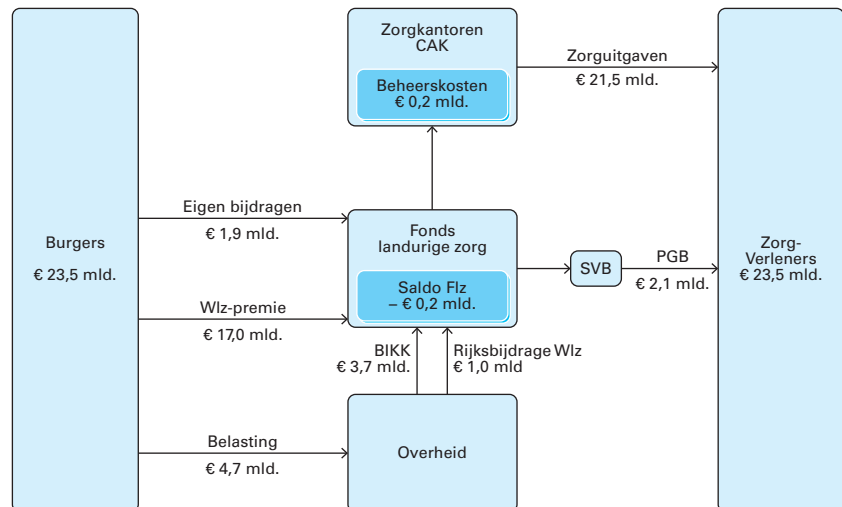 Zorgkantoren
CAK
Beheerskosten
€ 0,2 mld.
Zorguitgaven
€ 21,5 mld.
Burgers
€ 23,5 mld.
Eigen bijdragen
€ 1,9 mld.
Fonds
landurige zorg
Saldo Flz
– € 0,2 mld.
SVB
PGB
€ 2,1 mld.
Zorg-
Verleners
€ 23,5 mld.
Wlz-premie
€ 17,0 mld.
BIKK
€ 3,7 mld.
Rijksbijdrage Wlz
€ 1,0 mld
Belasting
€ 4,7 mld.
Overheid